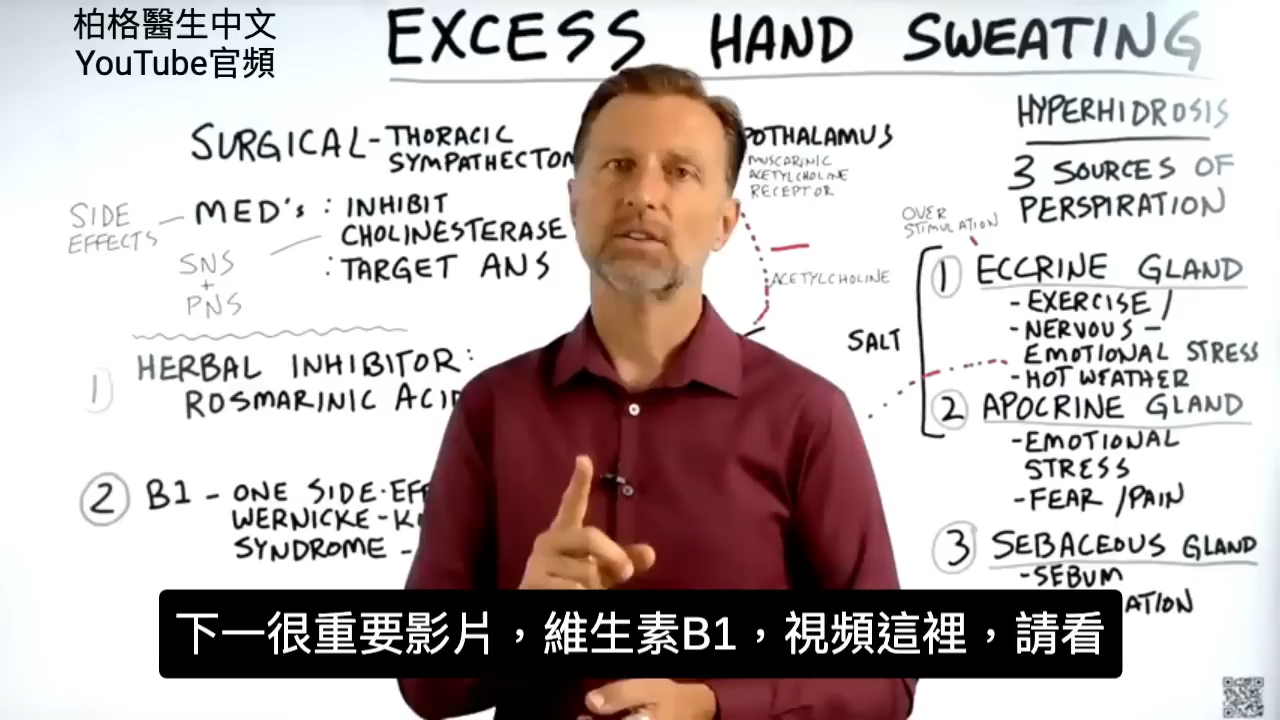 柏格醫生中文
YouTube官頻
EXCESS HAND SWEATING
SURGICAL - THORACIC
SYMPATHECTOM
SIDE
EFFECTS
MED'S : INHIBIT
CHOLINESTERASE
: TARGET ANS
SNS
+
PNS
1 HERBAL INHIBITOR:
ROSMARINIC ACID
2 B1 - ONE SIDE-EFF
WERNICKE-K
SYNDROME -
POTHALAMUS
MUSCARINIC
ACETYLCHOLINE
RECEPTOR
ACETYLCHOLINE
HYPERHIDROSIS
3 SOURCES OF
PERSPIRATION
OVER
STIMULATION
SALT
1 ECCRINE GLAND
- EXERCISE /
- NERVOUS -
EMOTIONAL STRESS
- HOT WEATHER
2 APOCRINE GLAND
- EMOTIONAL
STRESS
- FEAR / PAIN
3 SEBACEOUS GLAND
- SEBUM
ATION
下一很重要影片，維生素B1，視頻這裡，請看